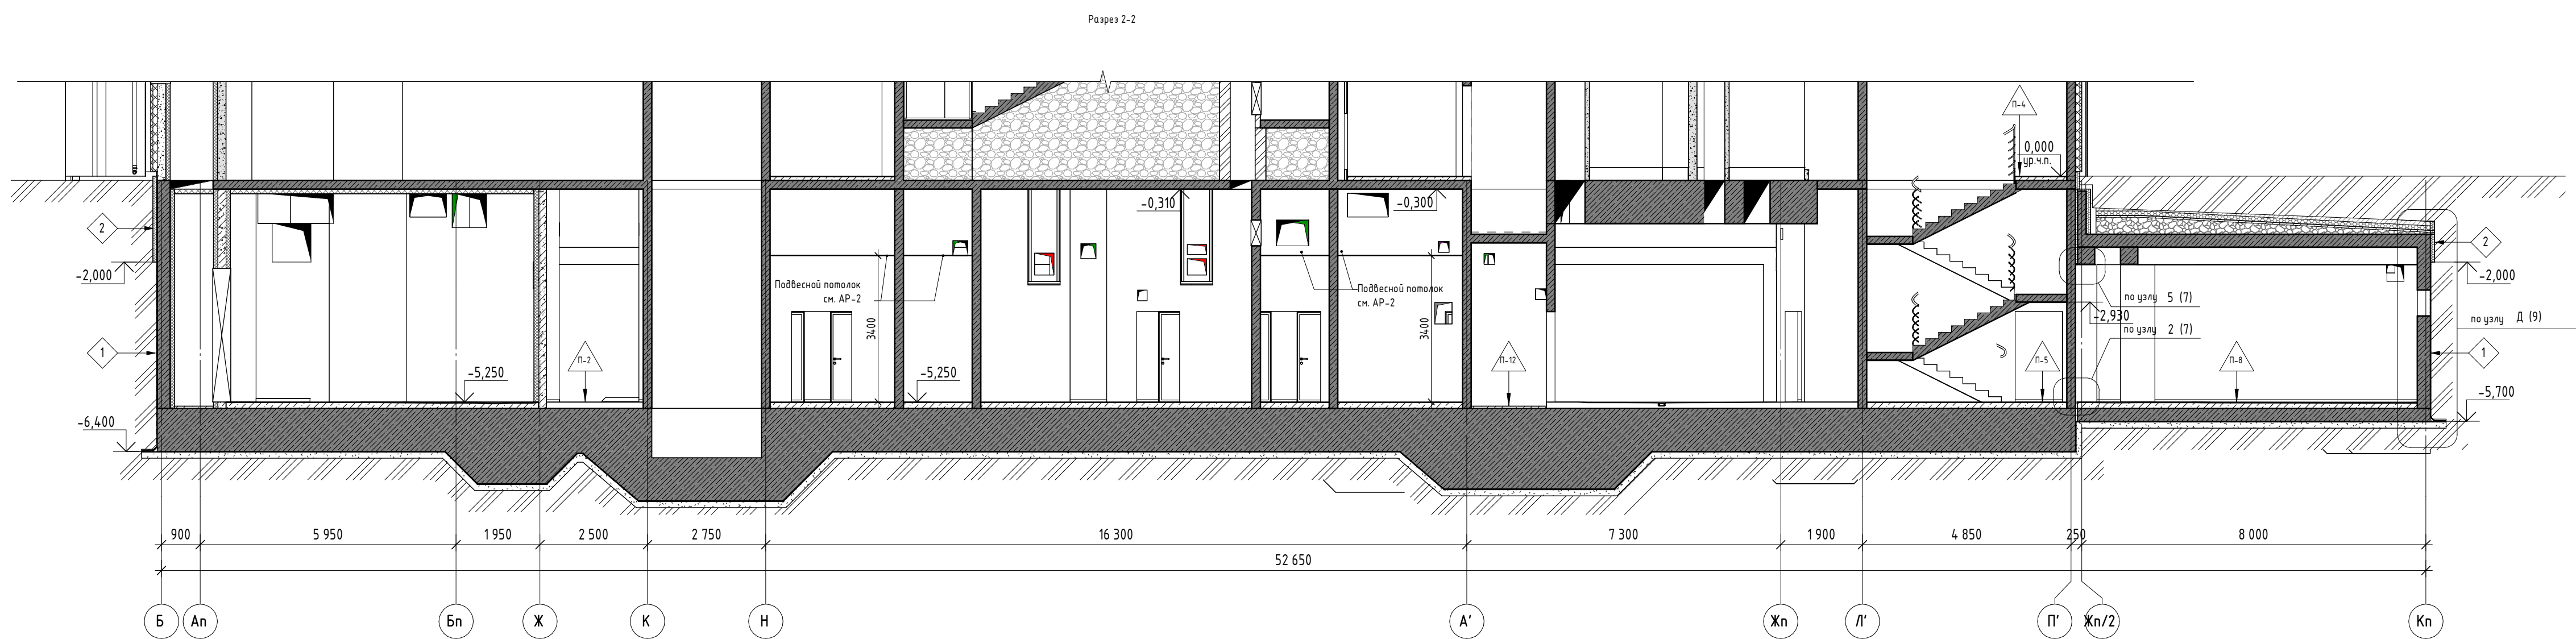 Разрез 2-2
П-4
0,000
ур.ч.п.
2
-2,000
1
-6,400
-5,250
П-2
Подвесной потолок
см. АР-2
3400
-5,250
-0,310
-0,300
Подвесной потолок
см. АР-2
3400
П-12
-2,930
П-5
по узлу 5 (7)
по узлу 2 (7)
П-8
2
-2,000
по узлу Д (9)
1
-5,700
900
5 950
1 950
2 500
2 750
16 300
7 300
1 900
4 850
250
8 000
52 650
Б
Ап
Бп
Ж
К
Н
А'
Жп
Л'
П'
Жп/2
Кп